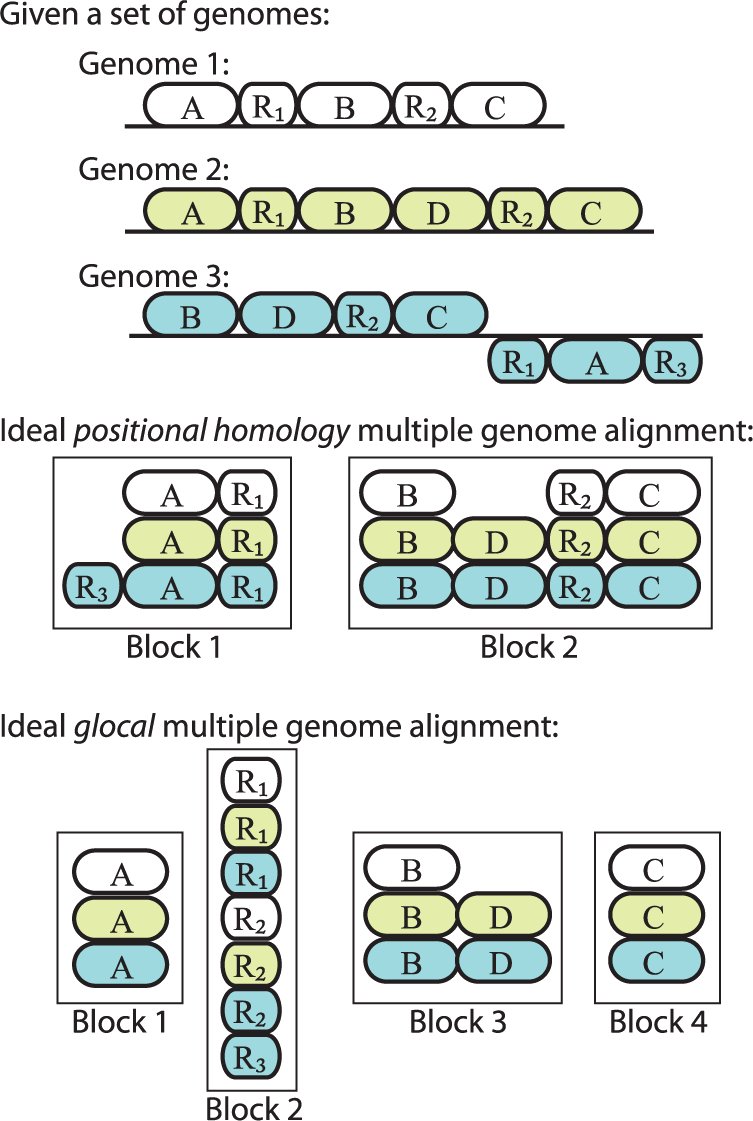 Given a set of genomes:
Genome 1:
A R₁ B R₂ C
Genome 2:
A R₁ B D R₂ C
Genome 3:
B D R₂ C
R₁ A R₃
Ideal positional homology multiple genome alignment:
A R₁
A R₁
R₃ A R₁
Block 1
B R₂ C
B D R₂ C
B D R₂ C
Block 2
Ideal glocal multiple genome alignment:
A
A
A
Block 1
R₁
R₁
R₁
R₂
R₂
R₂
R₃
Block 2
B
B D
B D
Block 3
C
C
C
Block 4